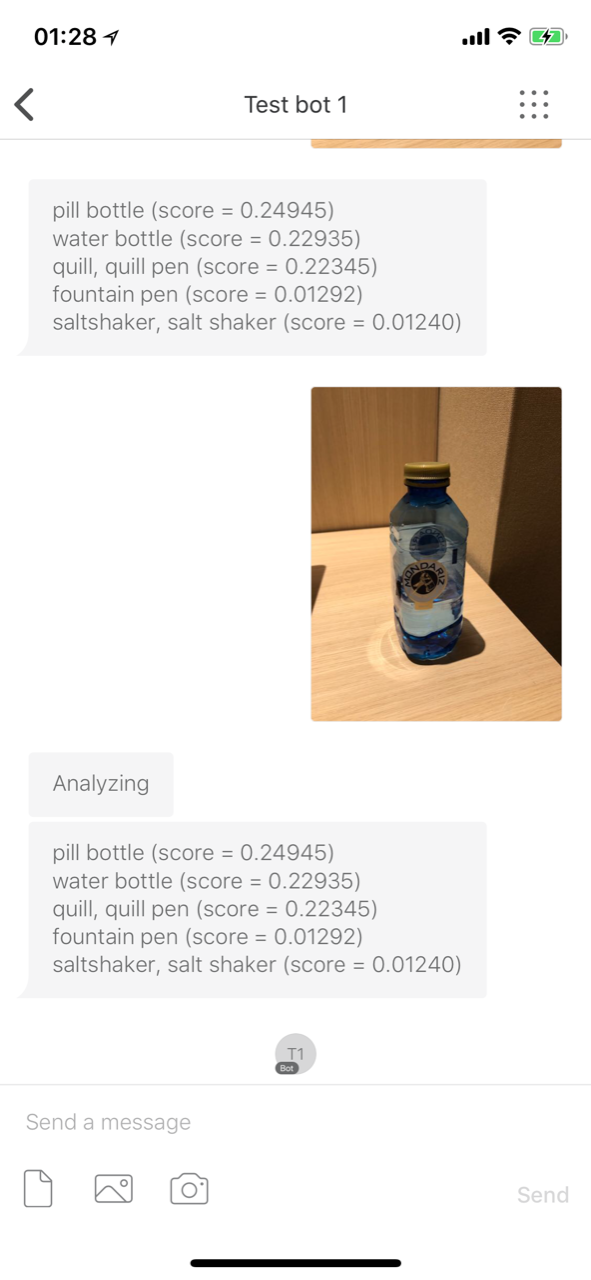 01:28
Test bot 1
pill bottle (score = 0.24945)
water bottle (score = 0.22935)
quill, quill pen (score = 0.22345)
fountain pen (score = 0.01292)
saltshaker, salt shaker (score = 0.01240)
MONDARIZ
Analyzing
pill bottle (score = 0.24945)
water bottle (score = 0.22935)
quill, quill pen (score = 0.22345)
fountain pen (score = 0.01292)
saltshaker, salt shaker (score = 0.01240)
T1
Bot
Send a message
Send